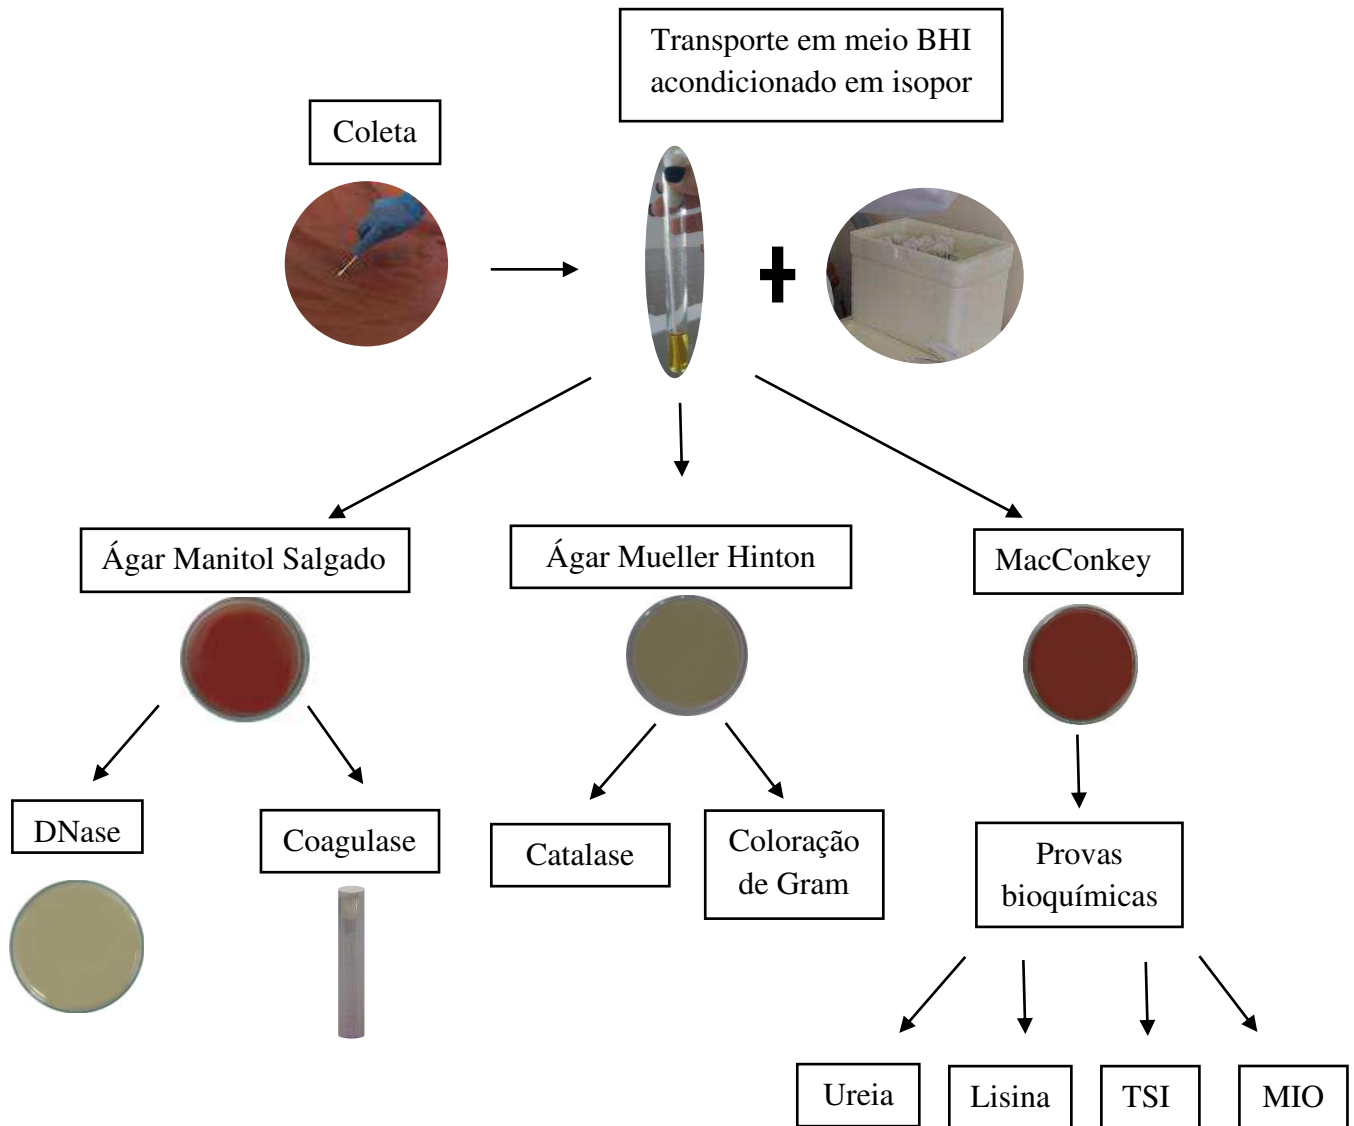 Transporte em meio BHI
acondicionado em isopor
Coleta
Ágar Manitol Salgado
Ágar Mueller Hinton
MacConkey
DNase
Coagulase
Catalase
Coloração
de Gram
Provas
bioquímicas
Ureia
Lisina
TSI
MIO